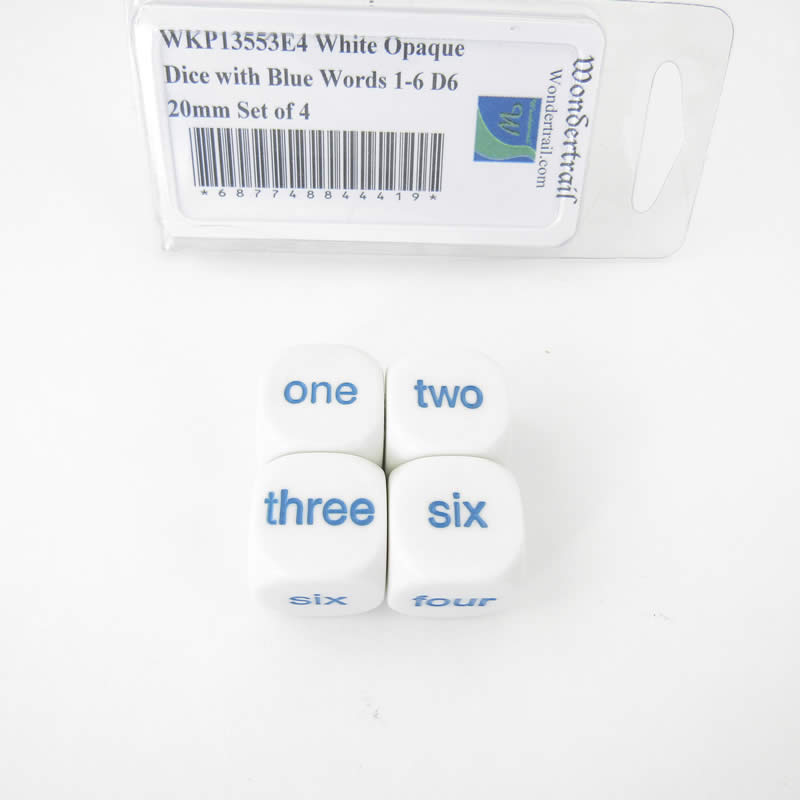 WKP13553E4 White Opaque
Dice with Blue Words 1-6 D6
20mm Set of 4
*687748844419*
Wondertrail
Wondertrail.com
W
one two
three six
six four